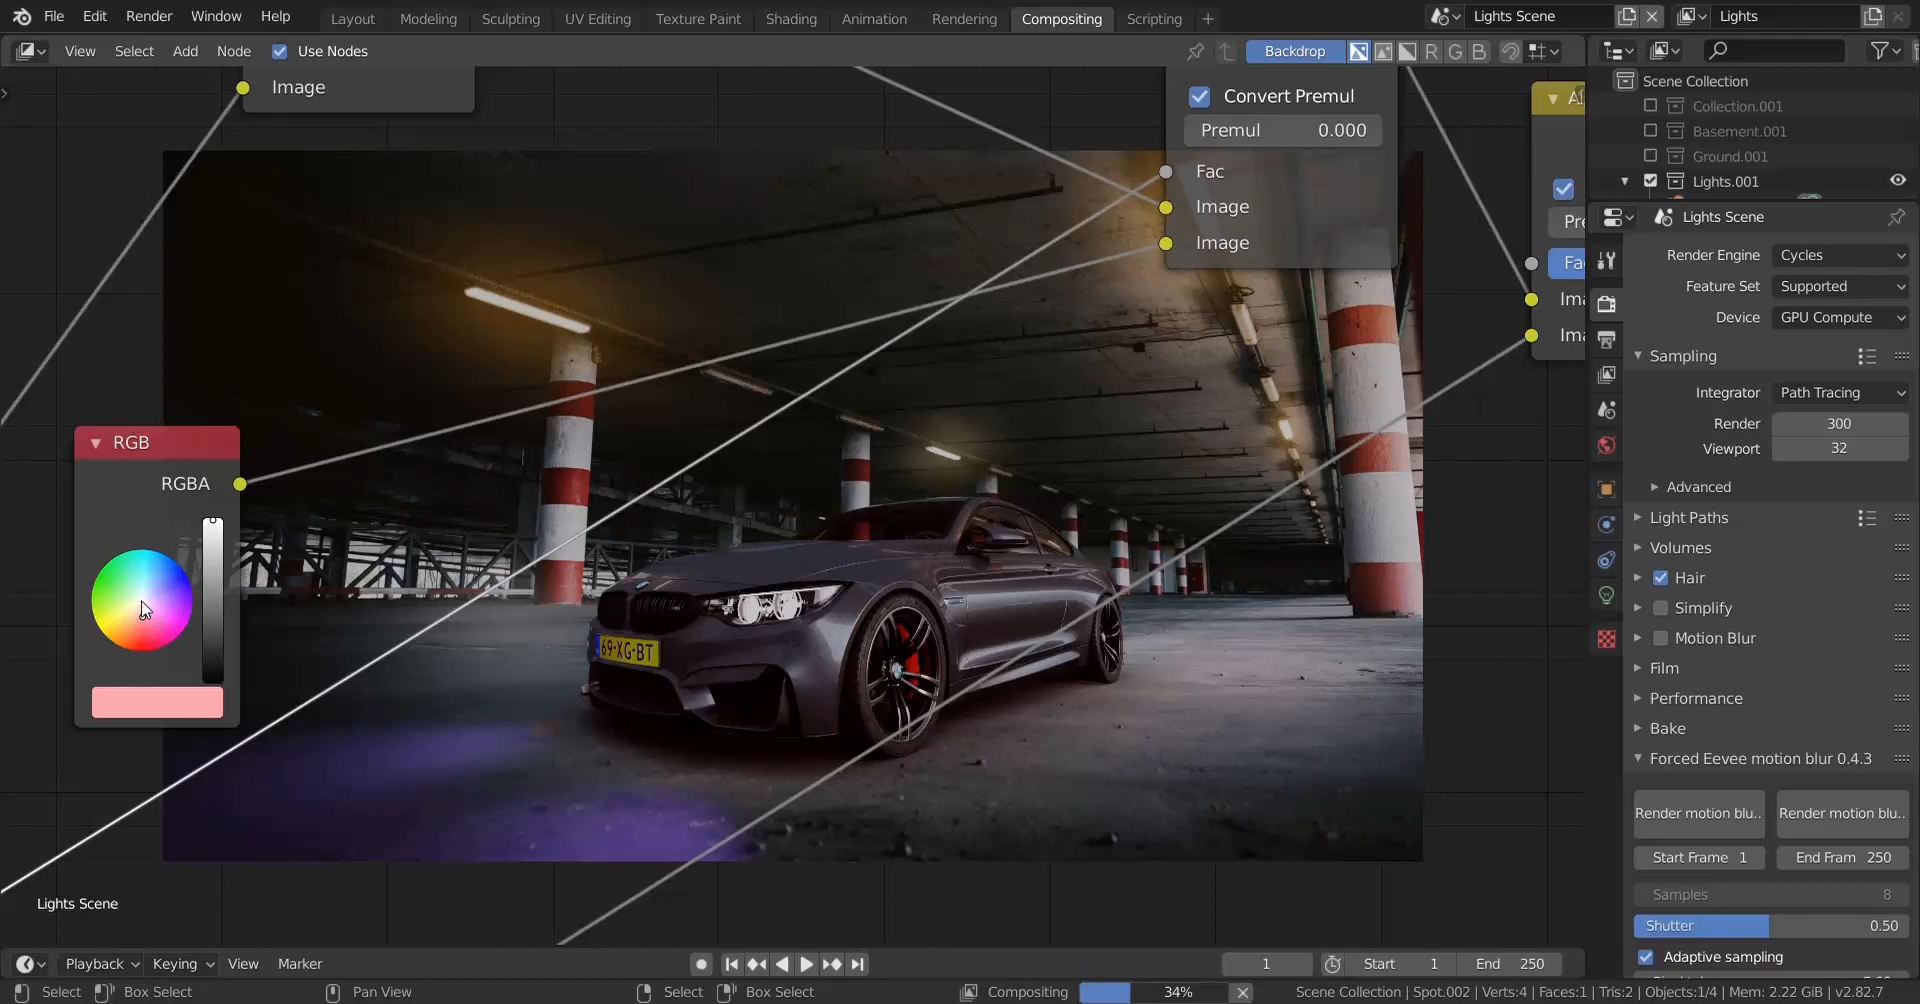 File Edit Render Window Help Layout Modeling Sculpting UV Editing Texture Paint Shading Animation Rendering Compositing Scripting Lights Scene Lights
View Select Add Node Use Nodes Backdrop R G B
Image
Convert Premul
Premul 0.000
Fac
Image
Image
RGB
RGBA
69-XG-BT
Lights Scene
Scene Collection
Collection.001
Basement.001
Ground.001
Lights.001
Lights Scene
Render Engine Cycles
Feature Set Supported
Device GPU Compute
Sampling
Integrator Path Tracing
Render 300
Viewport 32
Advanced
Light Paths
Volumes
Hair
Simplify
Motion Blur
Film
Performance
Bake
Forced Eevee motion blur 0.4.3
Render motion blu.. Render motion blu..
Start Frame 1 End Fram 250
Samples 8
Shutter 0.50
Adaptive sampling
Playback Keying View Marker 1 Start 1 End 250
Select Box Select Pan View Select Box Select Compositing 34% Scene Collection | Spot.002 | Verts:4 | Faces:1 | Tris:2 | Objects:1/4 | Mem: 2.22 GiB | v2.82.7